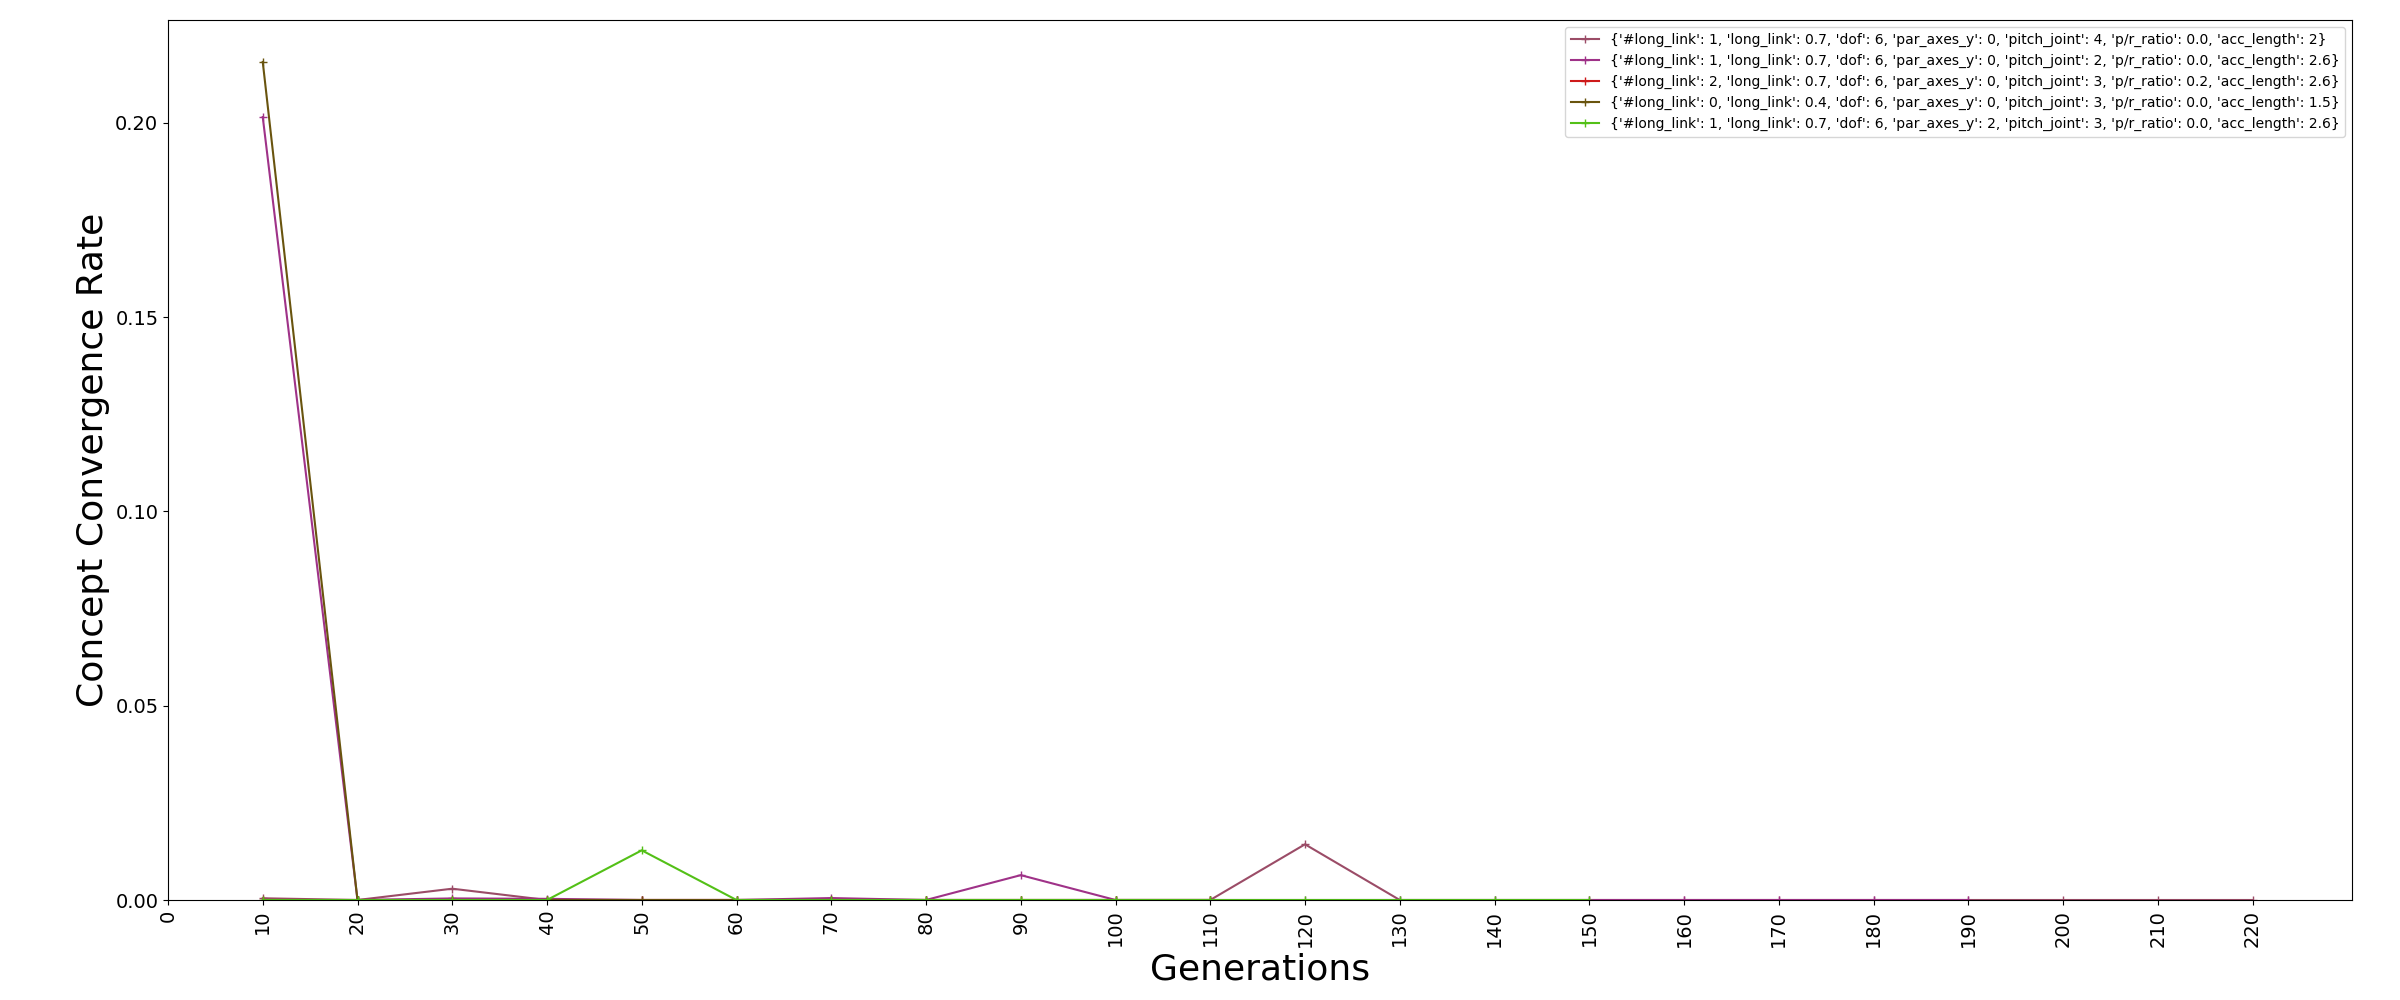 {'#long_link': 1, 'long_link': 0.7, 'dof': 6, 'par_axes_y': 0, 'pitch_joint': 4, 'p/r_ratio': 0.0, 'acc_length': 2}
{'#long_link': 1, 'long_link': 0.7, 'dof': 6, 'par_axes_y': 0, 'pitch_joint': 2, 'p/r_ratio': 0.0, 'acc_length': 2.6}
{'#long_link': 2, 'long_link': 0.7, 'dof': 6, 'par_axes_y': 0, 'pitch_joint': 3, 'p/r_ratio': 0.2, 'acc_length': 2.6}
{'#long_link': 0, 'long_link': 0.4, 'dof': 6, 'par_axes_y': 0, 'pitch_joint': 3, 'p/r_ratio': 0.0, 'acc_length': 1.5}
{'#long_link': 1, 'long_link': 0.7, 'dof': 6, 'par_axes_y': 2, 'pitch_joint': 3, 'p/r_ratio': 0.0, 'acc_length': 2.6}
Concept Convergence Rate
0.20
0.15
0.10
0.05
0.00
0 10 20 30 40 50 60 70 80 90 100 110 120 130 140 150 160 170 180 190 200 210 220
Generations